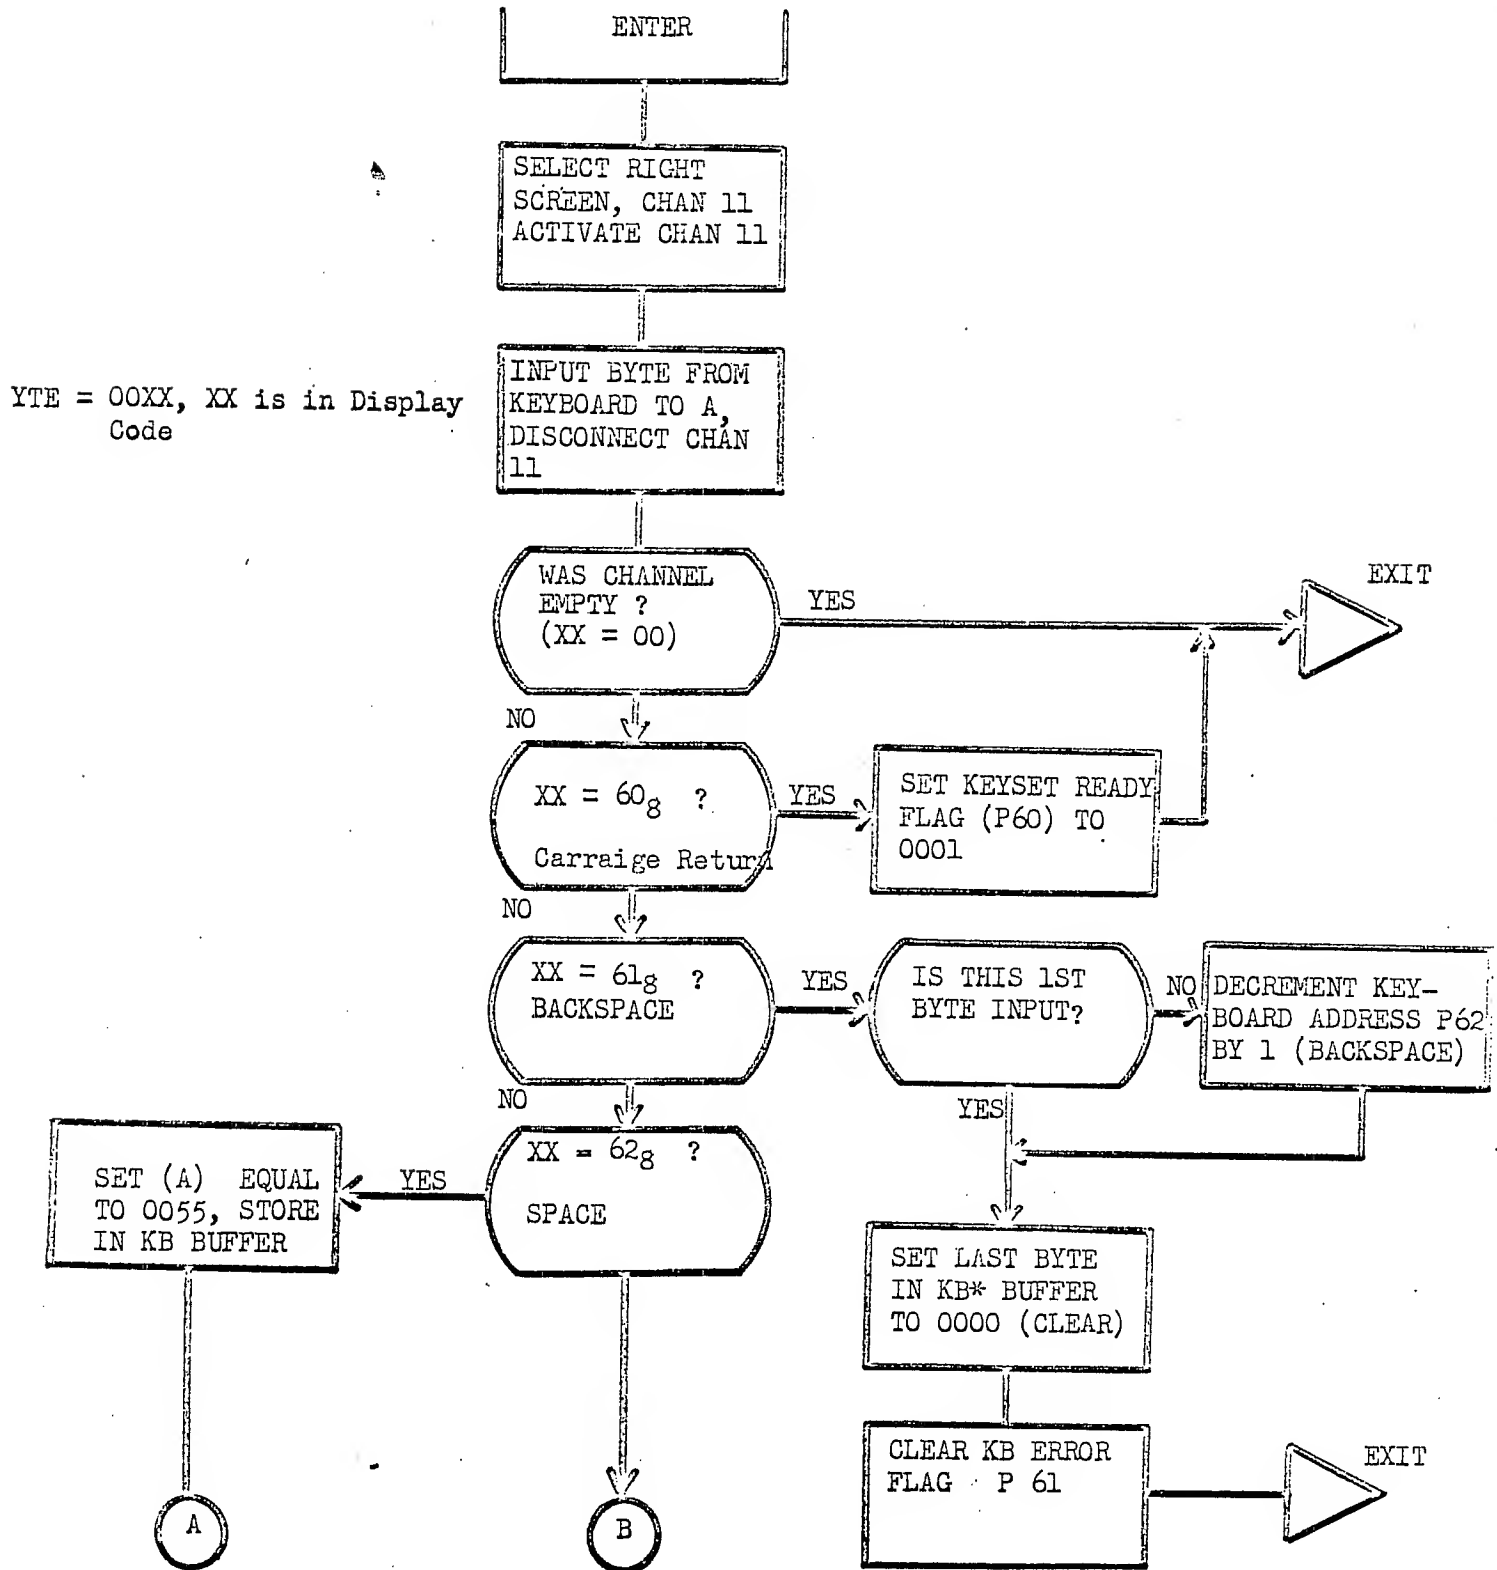 ENTER
SELECT RIGHT
SCREEN, CHAN 11
ACTIVATE CHAN 11
INPUT BYTE FROM
KEYBOARD TO A,
DISCONNECT CHAN
11
YTE = 00XX, XX is in Display
Code
WAS CHANNEL
EMPTY ?
(XX = 00)
YES
EXIT
NO
XX = 60₈ ?
Carraige Return
YES
SET KEYSET READY
FLAG (P60) TO
0001
NO
XX = 61₈ ?
BACKSPACE
YES
IS THIS 1ST
BYTE INPUT?
NO
DECREMENT KEY-
BOARD ADDRESS P62
BY 1 (BACKSPACE)
NO
YES
XX = 62₈ ?
SPACE
YES
SET (A) EQUAL
TO 0055, STORE
IN KB BUFFER
SET LAST BYTE
IN KB* BUFFER
TO 0000 (CLEAR)
CLEAR KB ERROR
FLAG P 61
EXIT
A
B